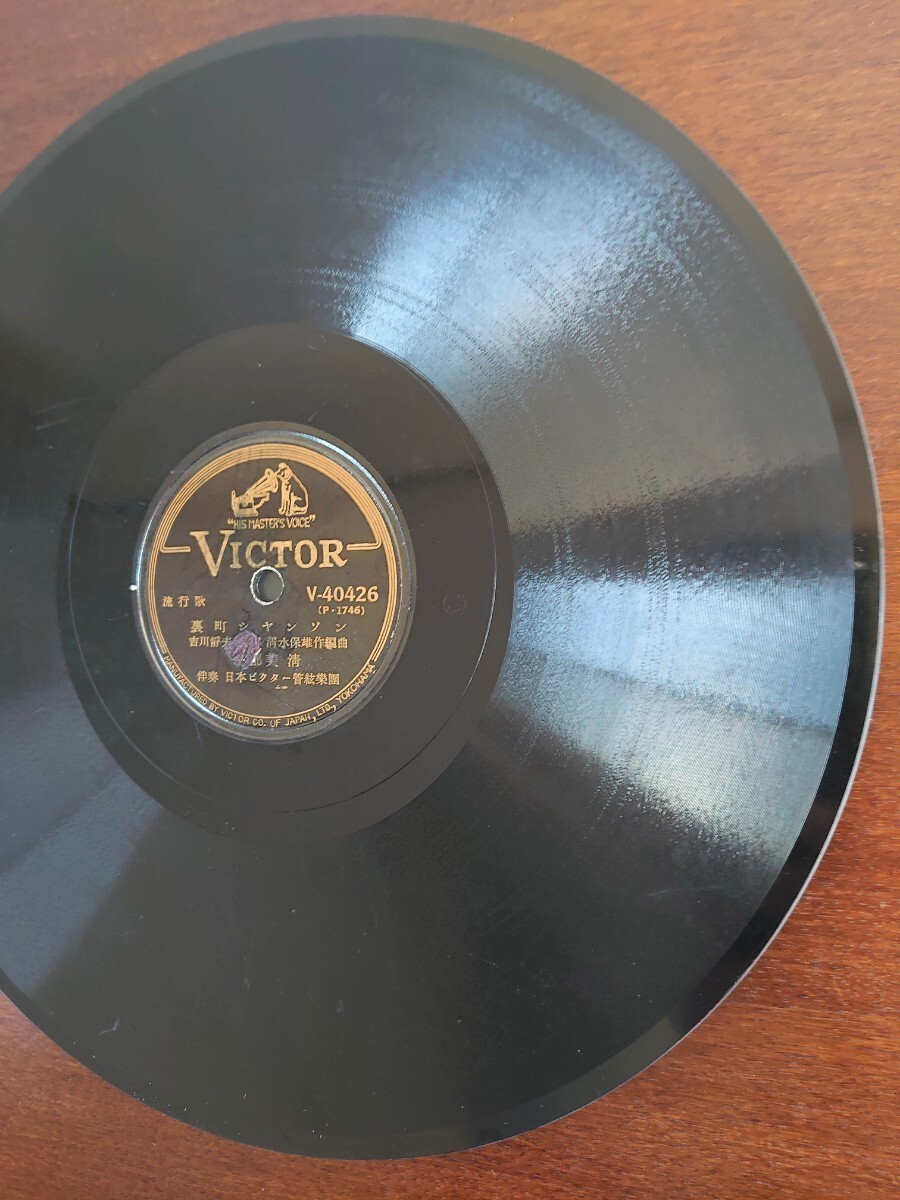 "HIS MASTER'S VOICE"
VICTOR
流行歌
V-40426
(P-1746)
裏町シヤンソン
吉川靜夫 清水保雄作編曲
郎美清
伴奏 日本ビクター管絃樂團
MANUFACTURED BY VICTOR CO. OF JAPAN, LTD., YOKOHAMA